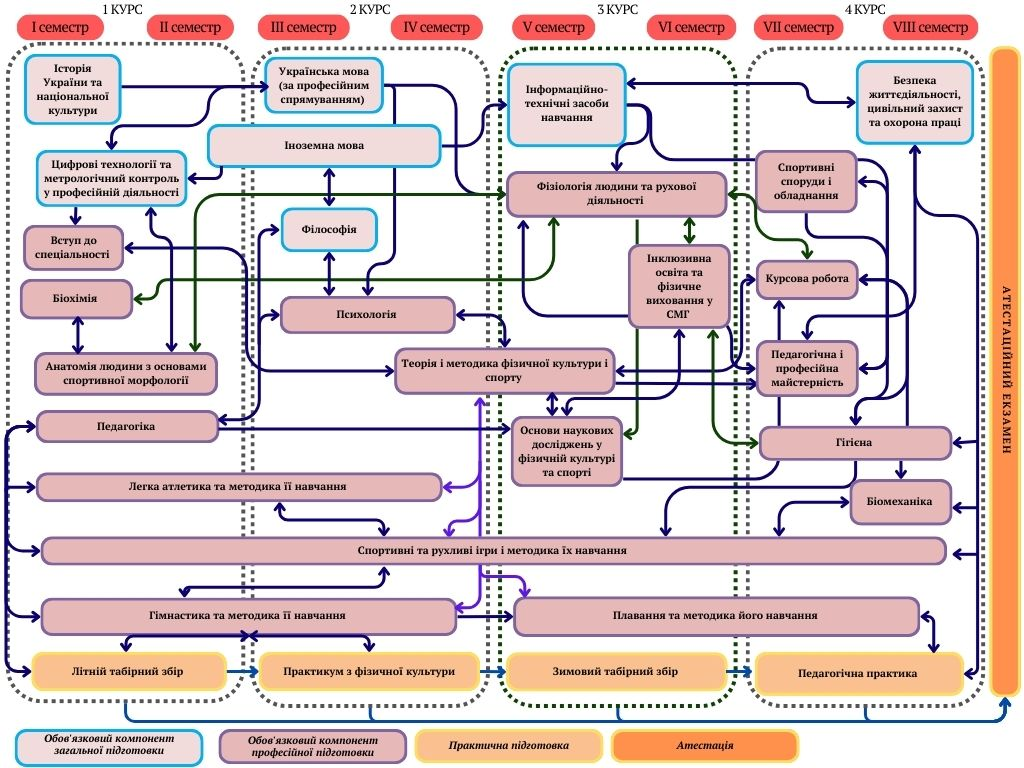 1 КУРС
2 КУРС
3 КУРС
4 КУРС
I семестр
II семестр
III семестр
IV семестр
V семестр
VI семестр
VII семестр
VIII семестр
Історія
України та
національної
культури
Українська мова
(за професійним
спрямуванням)
Інформаційно-
технічні засоби
навчання
Безпека
життєдіяльності,
цивільний захист
та охорона праці
Іноземна мова
Цифрові технології та
метрологічний контроль
у професійній діяльності
Спортивні
споруди і
обладнання
Фізіологія людини та рухової
діяльності
Вступ до
спеціальності
Філософія
Інклюзивна
освіта та
фізичне
виховання у
СМГ
Курсова робота
Біохімія
Психологія
Анатомія людини з основами
спортивної морфології
Теорія і методика фізичної культури і
спорту
Педагогічна і
професійна
майстерність
Педагогіка
Основи наукових
досліджень у
фізичній культурі
та спорті
Гігієна
Легка атлетика та методика її навчання
Біомеханіка
Спортивні та рухливі ігри і методика їх навчання
Гімнастика та методика її навчання
Плавання та методика його навчання
Літній табірний збір
Практикум з фізичної культури
Зимовий табірний збір
Педагогічна практика
АТЕСТАЦІЙНИЙ ЕКЗАМЕН
Обов'язковий компонент
загальної підготовки
Обов'язковий компонент
професійної підготовки
Практична підготовка
Атестація